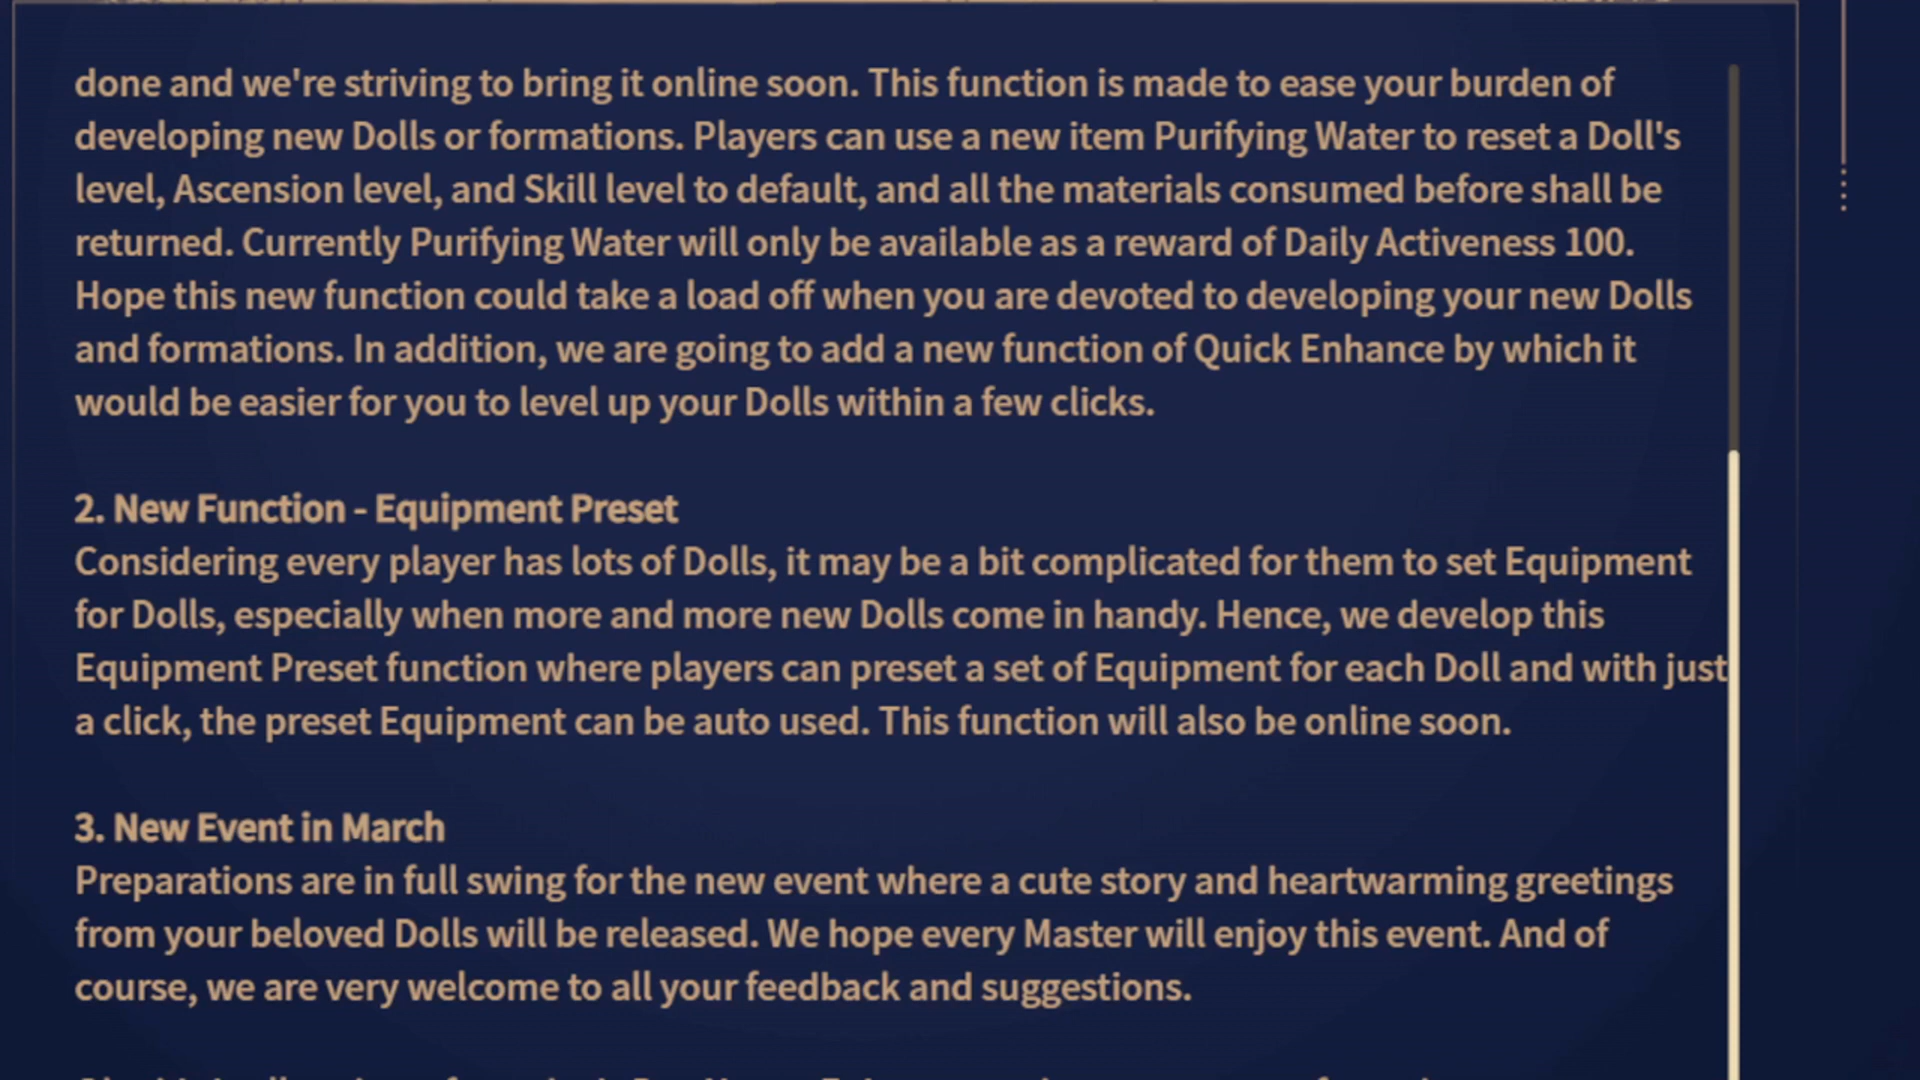 done and we're striving to bring it online soon. This function is made to ease your burden of
developing new Dolls or formations. Players can use a new item Purifying Water to reset a Doll's
level, Ascension level, and Skill level to default, and all the materials consumed before shall be
returned. Currently Purifying Water will only be available as a reward of Daily Activeness 100.
Hope this new function could take a load off when you are devoted to developing your new Dolls
and formations. In addition, we are going to add a new function of Quick Enhance by which it
would be easier for you to level up your Dolls within a few clicks.
2. New Function - Equipment Preset
Considering every player has lots of Dolls, it may be a bit complicated for them to set Equipment
for Dolls, especially when more and more new Dolls come in handy. Hence, we develop this
Equipment Preset function where players can preset a set of Equipment for each Doll and with just
a click, the preset Equipment can be auto used. This function will also be online soon.
3. New Event in March
Preparations are in full swing for the new event where a cute story and heartwarming greetings
from your beloved Dolls will be released. We hope every Master will enjoy this event. And of
course, we are very welcome to all your feedback and suggestions.